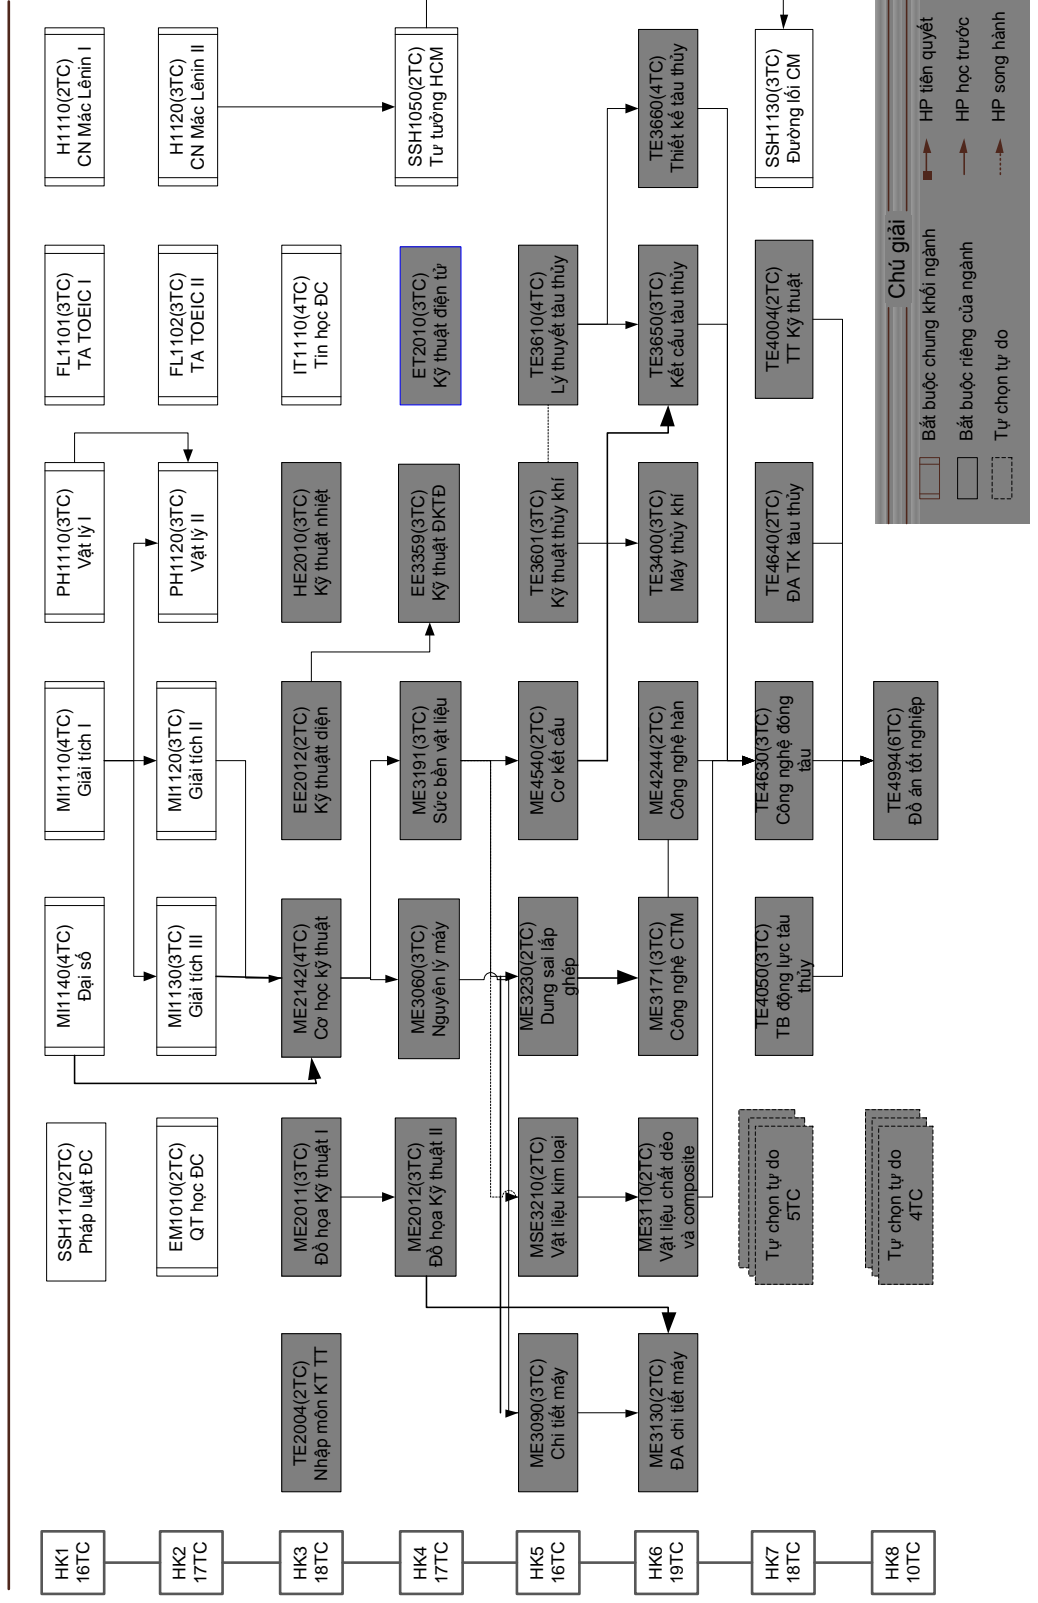 HK1
16TC
SSH1170(2TC)
Pháp luật ĐC
MI1140(4TC)
Đại số
MI1110(4TC)
Giải tích I
PH1110(3TC)
Vật lý I
FL1101(3TC)
TA TOEIC I
H1110(2TC)
CN Mác Lênin I
HK2
17TC
EM1010(2TC)
QT học ĐC
MI1130(3TC)
Giải tích III
MI1120(3TC)
Giải tích II
PH1120(3TC)
Vật lý II
FL1102(3TC)
TA TOEIC II
H1120(3TC)
CN Mác Lênin II
HK3
18TC
TE2004(2TC)
Nhập môn KT TT
ME2011(3TC)
Đồ họa Kỹ thuật I
ME2142(4TC)
Cơ học kỹ thuật
EE2012(2TC)
Kỹ thuậtt diện
HE2010(3TC)
Kỹ thuật nhiệt
IT1110(4TC)
Tin học ĐC
HK4
17TC
ME2012(3TC)
Đồ họa Kỹ thuật II
ME3060(3TC)
Nguyên lý máy
ME3191(3TC)
Sức bền vật liệu
EE3359(3TC)
Kỹ thuật ĐKTĐ
ET2010(3TC)
Kỹ thuật điện tử
SSH1050(2TC)
Tư tưởng HCM
HK5
16TC
ME3090(3TC)
Chi tiết máy
MSE3210(2TC)
Vật liệu kim loại
ME3230(2TC)
Dung sai lắp
ghép
ME4540(2TC)
Cơ kết cấu
TE3601(3TC)
Kỹ thuật thủy khí
TE3610(4TC)
Lý thuyết tàu thủy
HK6
19TC
ME3130(2TC)
ĐA chi tiết máy
ME3110(2TC)
Vật liệu chất dẻo
và composite
ME3171(3TC)
Công nghệ CTM
ME4244(2TC)
Công nghệ hàn
TE3400(3TC)
Máy thủy khí
TE3650(3TC)
Kết cấu tàu thủy
TE3660(4TC)
Thiết kế tàu thủy
HK7
18TC
Tự chọn tự do
5TC
TE4050(3TC)
TB động lực tàu
thủy
TE4630(3TC)
Công nghệ đóng
tàu
TE4640(2TC)
ĐA TK tàu thủy
TE4004(2TC)
TT Kỹ thuật
SSH1130(3TC)
Đường lối CM
HK8
10TC
Tự chọn tự do
4TC
TE4994(6TC)
Đồ án tốt nghiệp
Chú giải
Bắt buộc chung khối ngành
HP tiên quyết
Bắt buộc riêng của ngành
HP học trước
Tự chọn tự do
HP song hành